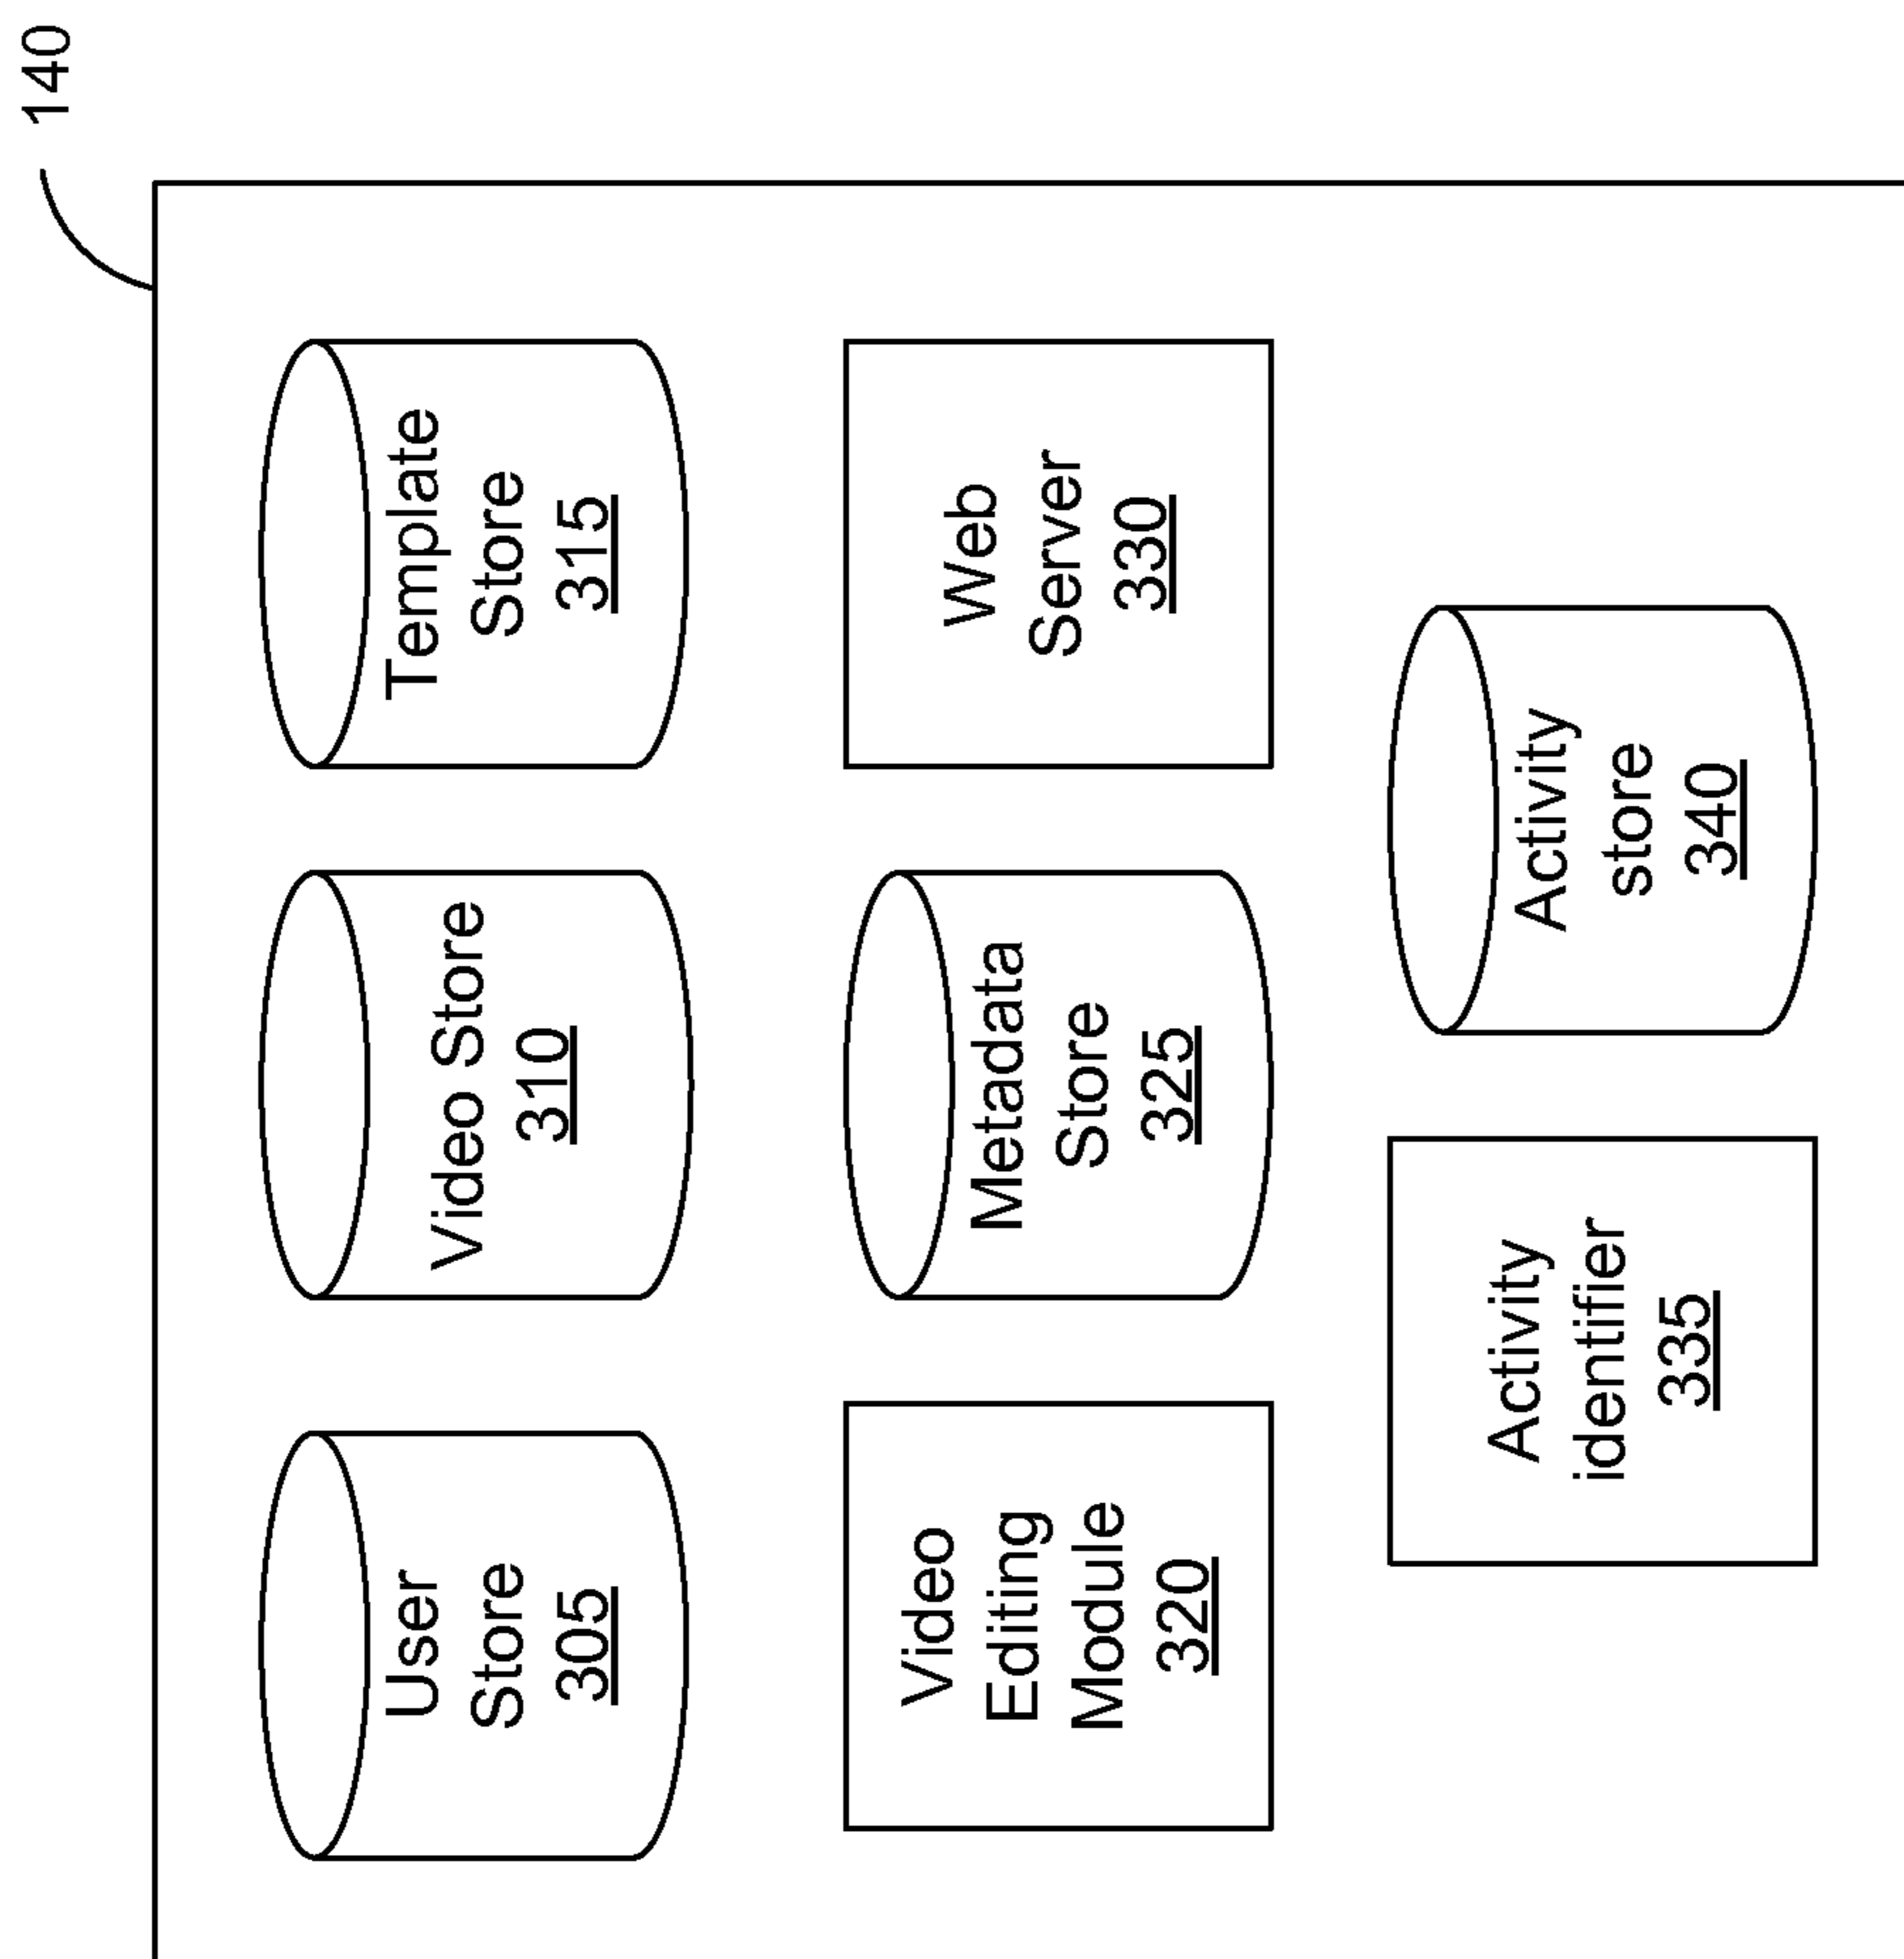 140
User
Store
305
Video Store
310
Template
Store
315
Video
Editing
Module
320
Metadata
Store
325
Web
Server
330
Activity
identifier
335
Activity
store
340